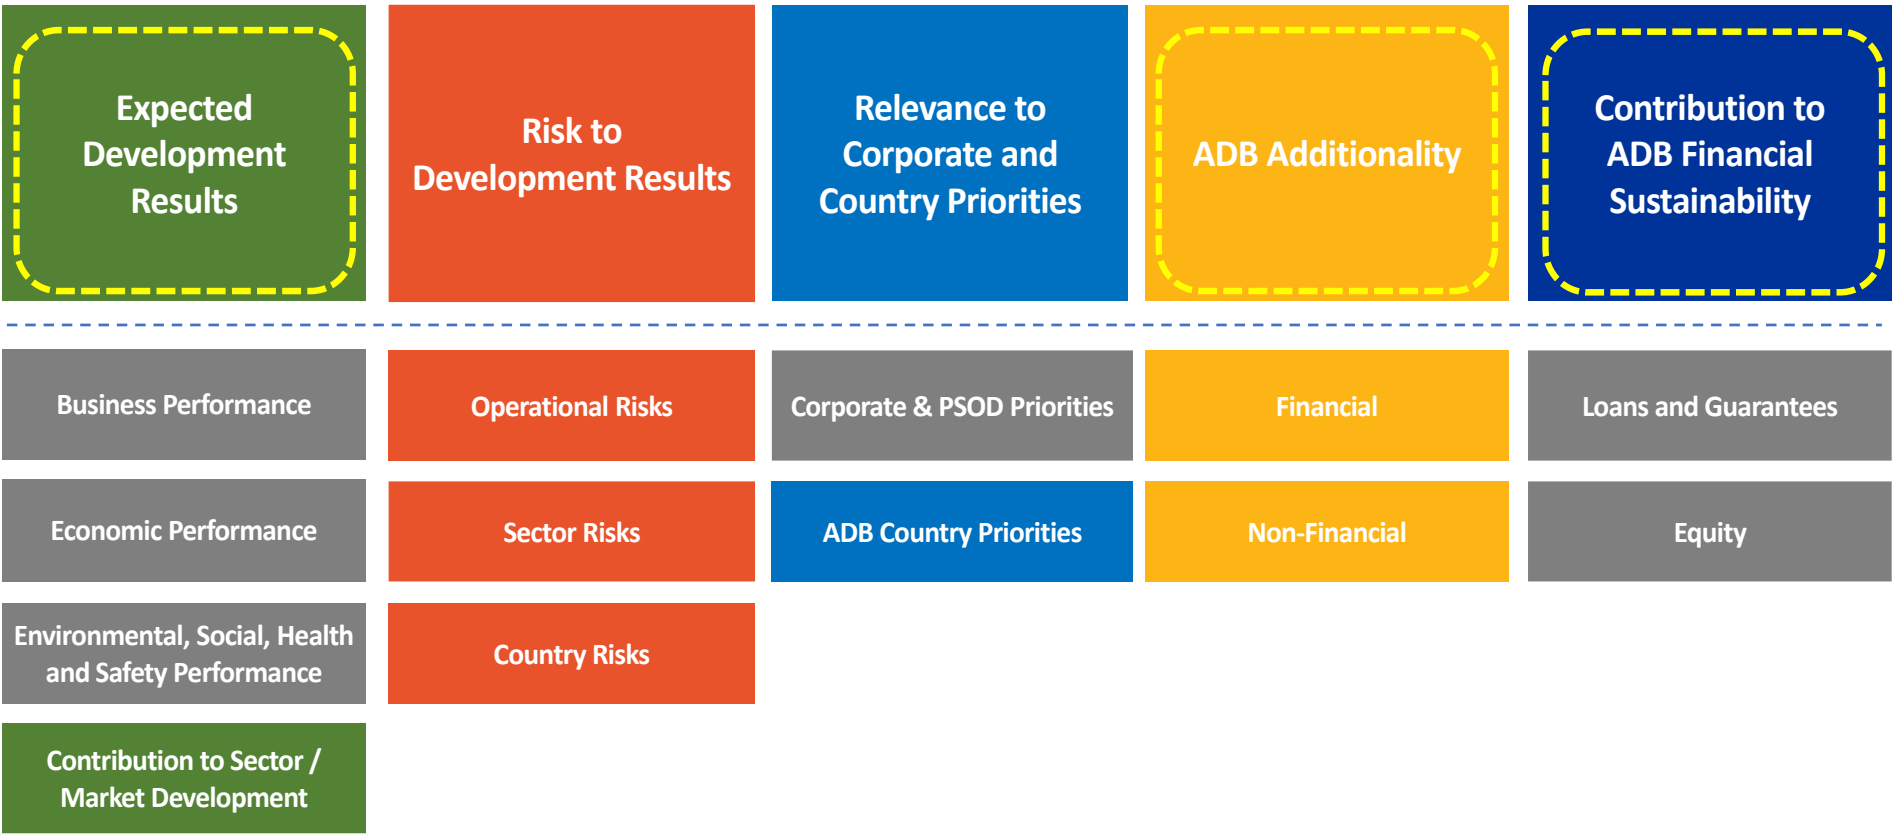 Expected
Development
Results
Risk to
Development Results
Relevance to
Corporate and
Country Priorities
ADB Additionality
Contribution to
ADB Financial
Sustainability
Business Performance
Operational Risks
Corporate & PSOD Priorities
Financial
Loans and Guarantees
Economic Performance
Sector Risks
ADB Country Priorities
Non-Financial
Equity
Environmental, Social, Health
and Safety Performance
Country Risks
Contribution to Sector /
Market Development